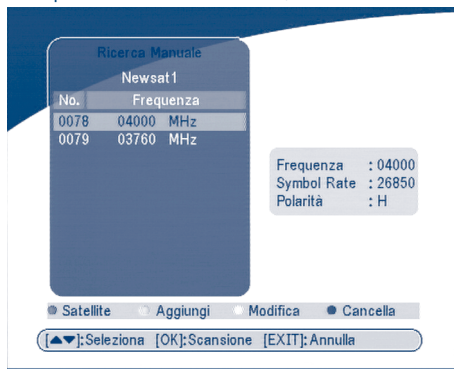 Ricerca Manuale
Newsat1
No. Frequenza
0078 04000 MHz
0079 03760 MHz
Frequenza : 04000
Symbol Rate : 26850
Polarità : H
Satellite Aggiungi Modifica Cancella
[▲▼]:Seleziona [OK]:Scansione [EXIT]:Annulla